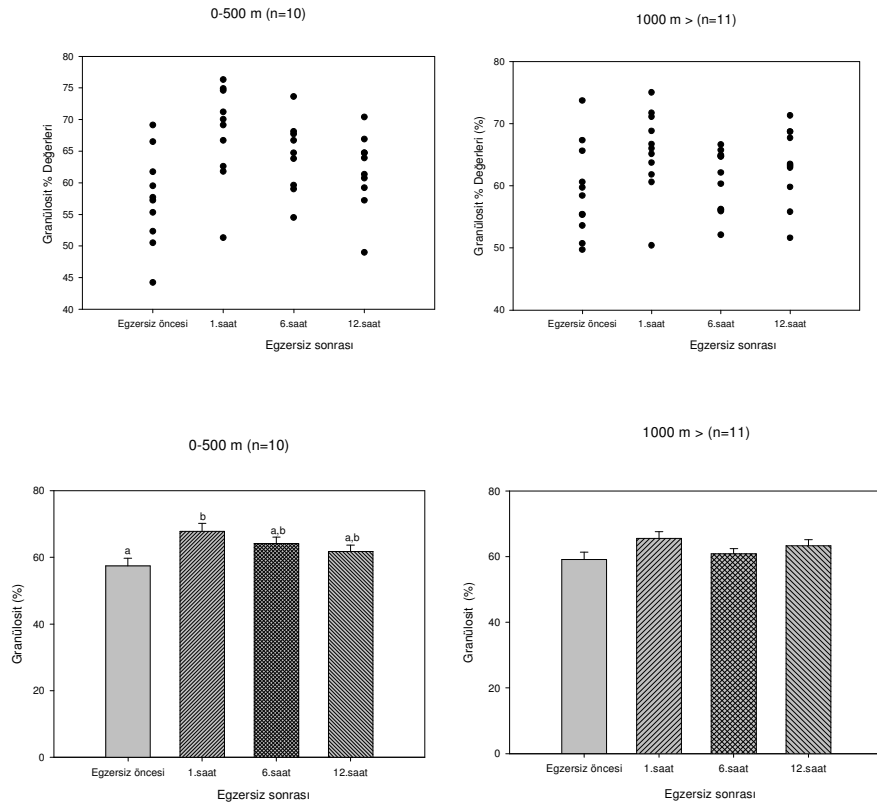 0-500 m (n=10)
Granülosit % Değerleri
80
75
70
65
60
55
50
45
40
Egzersiz öncesi 1.saat 6.saat 12.saat
Egzersiz sonrası
1000 m > (n=11)
Granülosit % Değerleri (%)
80
70
60
50
40
Egzersiz öncesi 1.saat 6.saat 12.saat
Egzersiz sonrası
0-500 m (n=10)
Granülosit (%)
80
60
40
20
0
a b a,b a,b
Egzersiz öncesi 1.saat 6.saat 12.saat
Egzersiz sonrası
1000 m > (n=11)
Granülosit (%)
80
60
40
20
0
Egzersiz öncesi 1.saat 6.saat 12.saat
Egzersiz sonrası